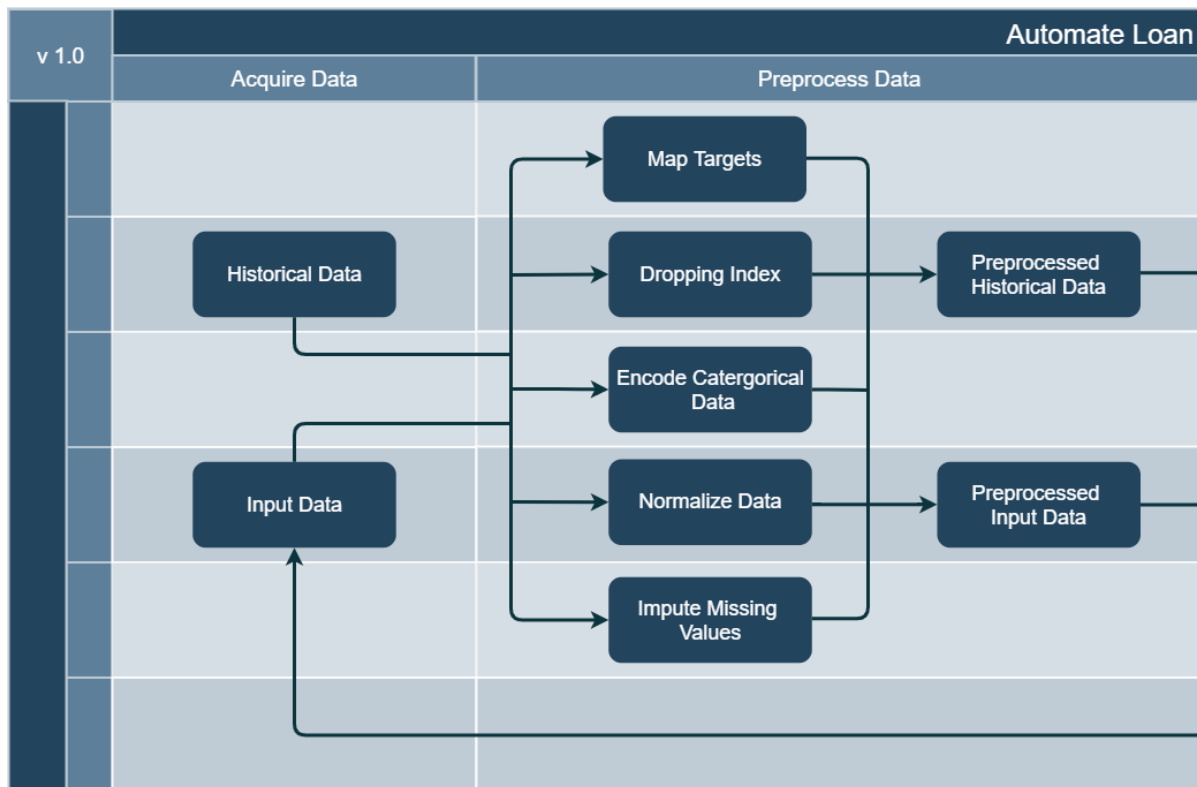 v 1.0
Automate Loan
Acquire Data
Preprocess Data
Map Targets
Historical Data
Dropping Index
Preprocessed
Historical Data
Encode Catergorical
Data
Input Data
Normalize Data
Preprocessed
Input Data
Impute Missing
Values